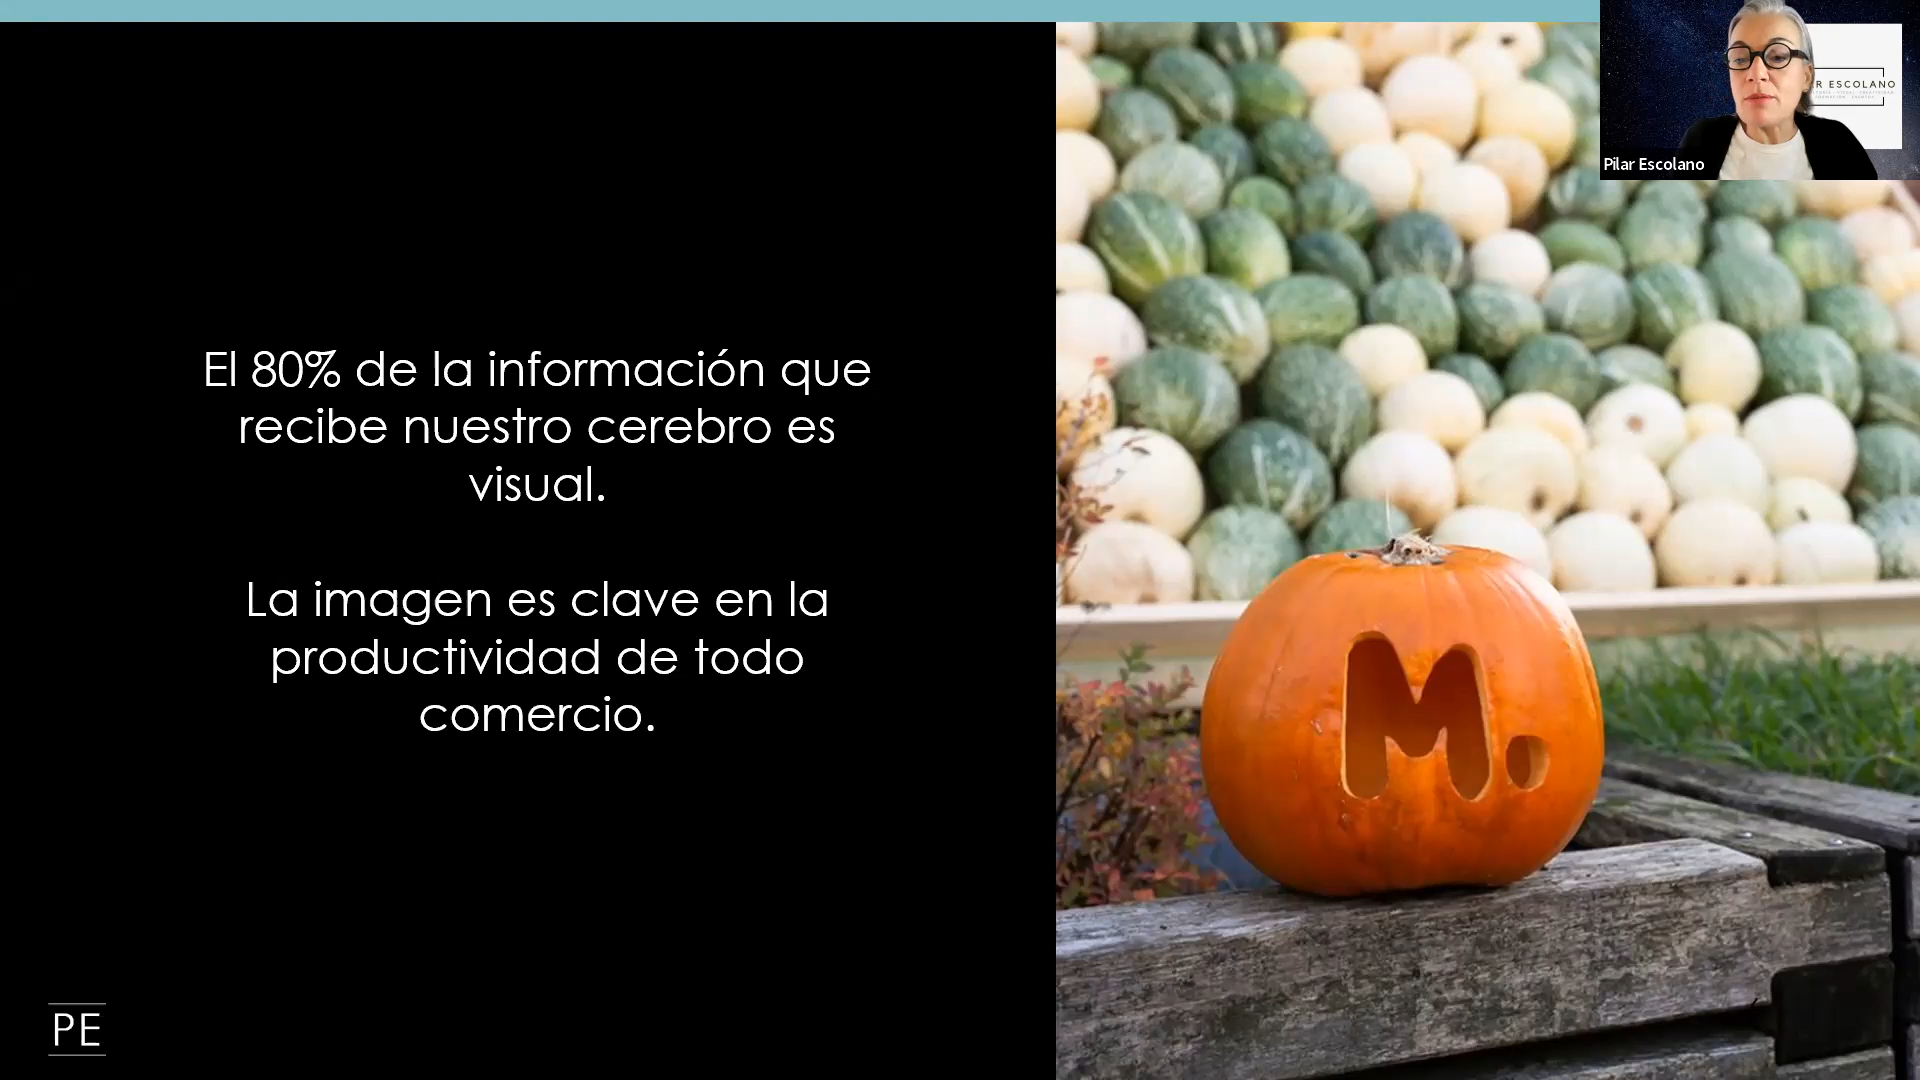 El 80% de la información que
recibe nuestro cerebro es
visual.
La imagen es clave en la
productividad de todo
comercio.
PE
M.
R ESCOLANO
Pilar Escolano